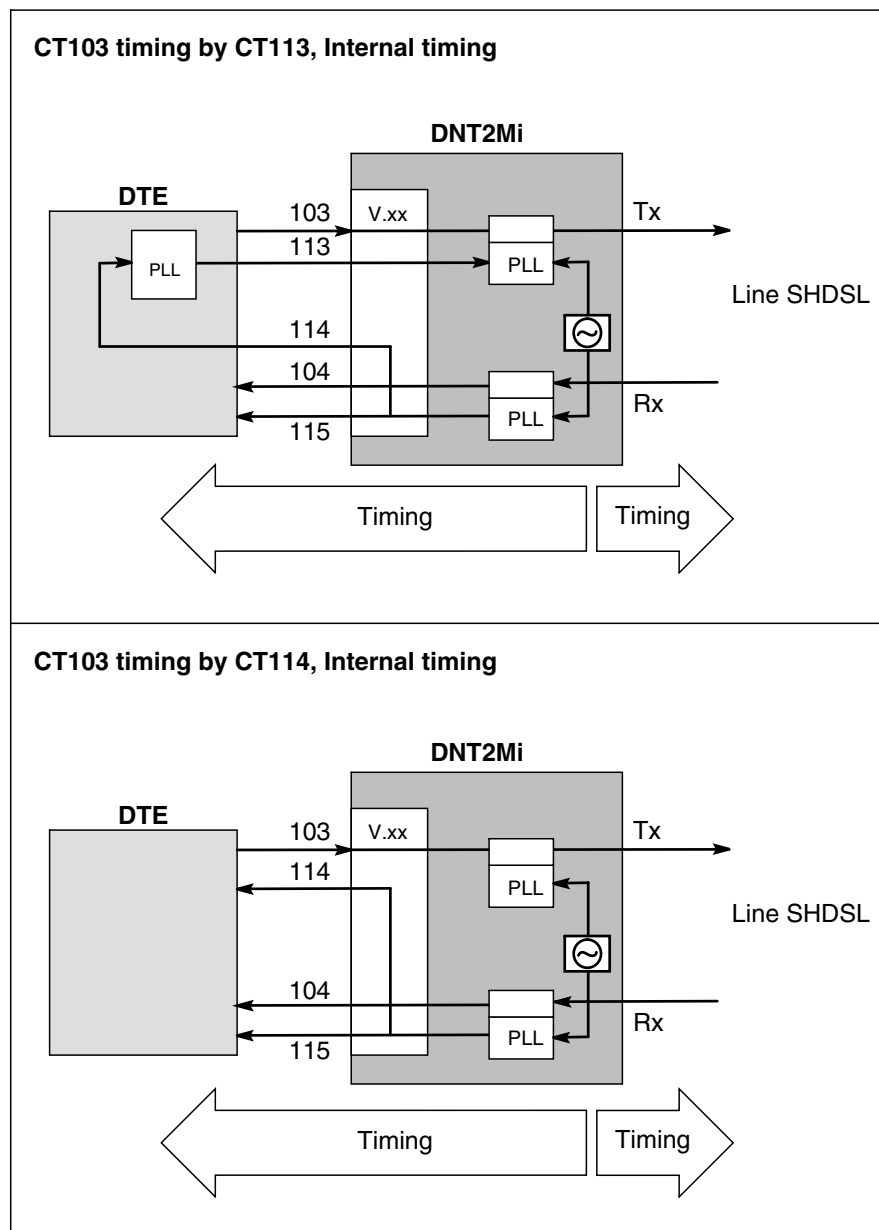 CT103 timing by CT113, Internal timing
DNT2Mi
DTE
103
V.xx
Tx
113
PLL
PLL
Line SHDSL
114
104
Rx
PLL
115
Timing
Timing
CT103 timing by CT114, Internal timing
DNT2Mi
DTE
103
V.xx
Tx
114
PLL
Line SHDSL
104
Rx
PLL
115
Timing
Timing